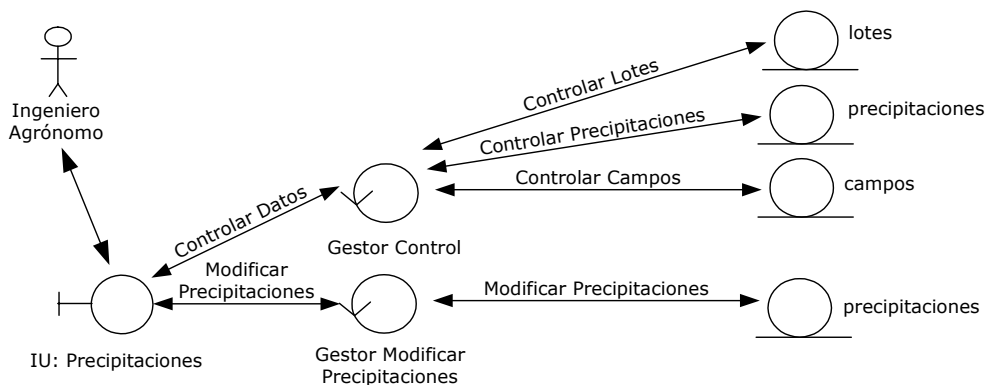 lotes
Controlar Lotes
Ingeniero
Agrónomo
precipitaciones
Controlar Precipitaciones
Controlar Campos
campos
Controlar Datos
Gestor Control
Modificar
Precipitaciones
Modificar Precipitaciones
precipitaciones
IU: Precipitaciones
Gestor Modificar
Precipitaciones